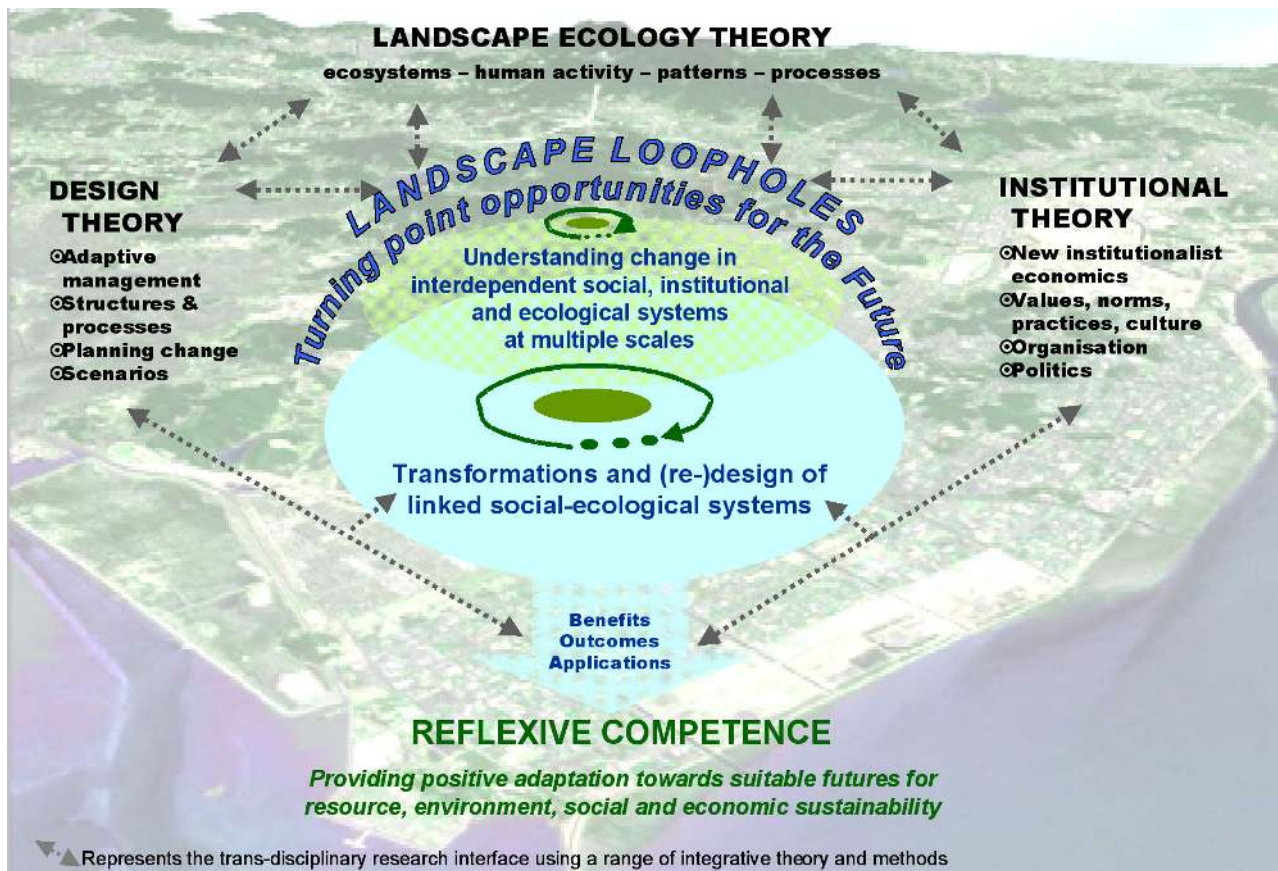 LANDSCAPE ECOLOGY THEORY
ecosystems – human activity – patterns – processes
LANDSCAPE LOOPHOLES
Turning point opportunities for the Future
DESIGN
THEORY
⊙Adaptive
management
⊙Structures &
processes
⊙Planning change
⊙Scenarios
Understanding change in
interdependent social, institutional
and ecological systems
at multiple scales
INSTITUTIONAL
THEORY
⊙New institutionalist
economics
⊙Values, norms,
practices, culture
⊙Organisation
⊙Politics
Transformations and (re-)design of
linked social-ecological systems
Benefits
Outcomes
Applications
REFLEXIVE COMPETENCE
Providing positive adaptation towards suitable futures for
resource, environment, social and economic sustainability
Represents the trans-disciplinary research interface using a range of integrative theory and methods